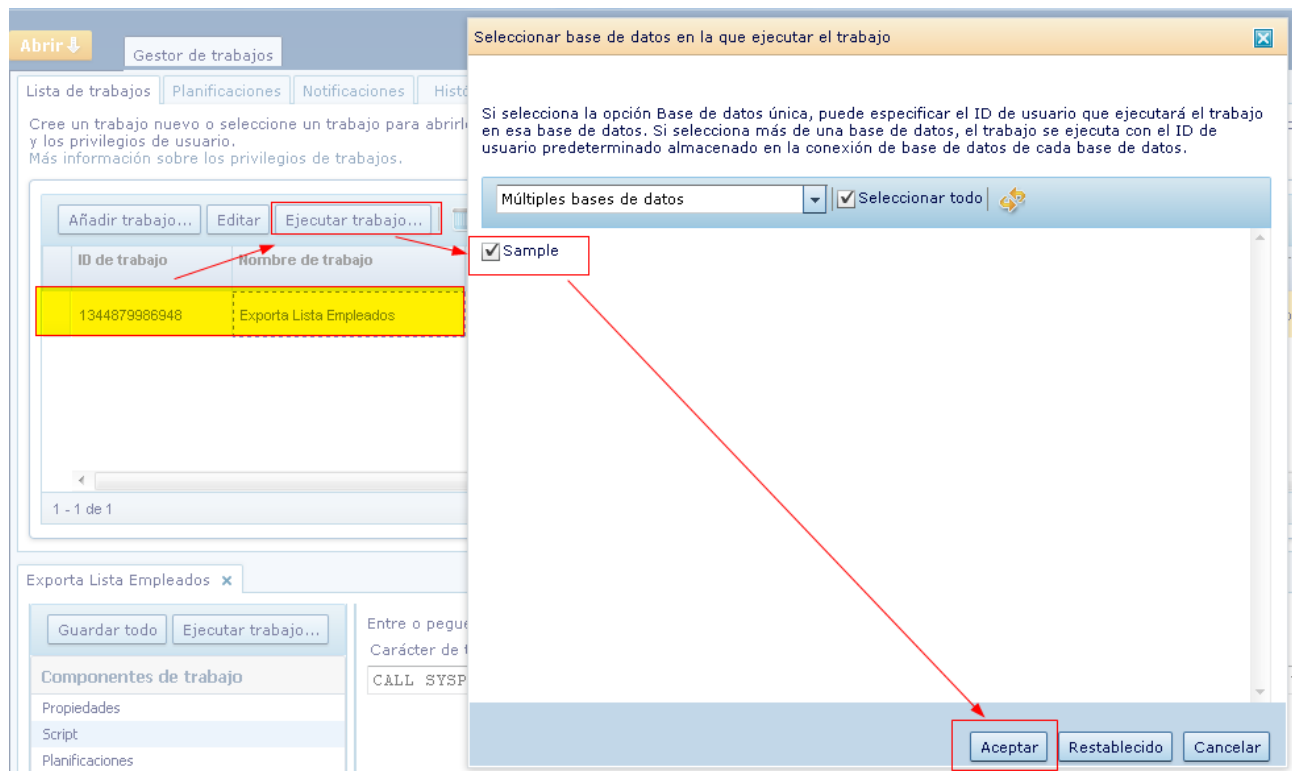 Abrir
Gestor de trabajos
Lista de trabajos Planificaciones Notificaciones
Cree un trabajo nuevo o seleccione un trabajo para
y los privilegios de usuario.
Más información sobre los privilegios de trabajos.
Añadir trabajo... Editar Ejecutar trabajo...
ID de trabajo Nombre de trabajo
1344879986948 Exporta Lista Empleados
1 - 1 de 1
Exporta Lista Empleados x
Guardar todo Ejecutar trabajo...
Componentes de trabajo
Propiedades
Script
Planificaciones
Entre o
Carácter de
CALL SYSP
Seleccionar base de datos en la que ejecutar el trabajo
Si selecciona la opción Base de datos única, puede especificar el ID de usuario que ejecutará el trabajo
en esa base de datos. Si selecciona más de una base de datos, el trabajo se ejecuta con el ID de
usuario predeterminado almacenado en la conexión de base de datos de cada base de datos.
Múltiples bases de datos Seleccionar todo
Sample
Aceptar Restablecido Cancelar